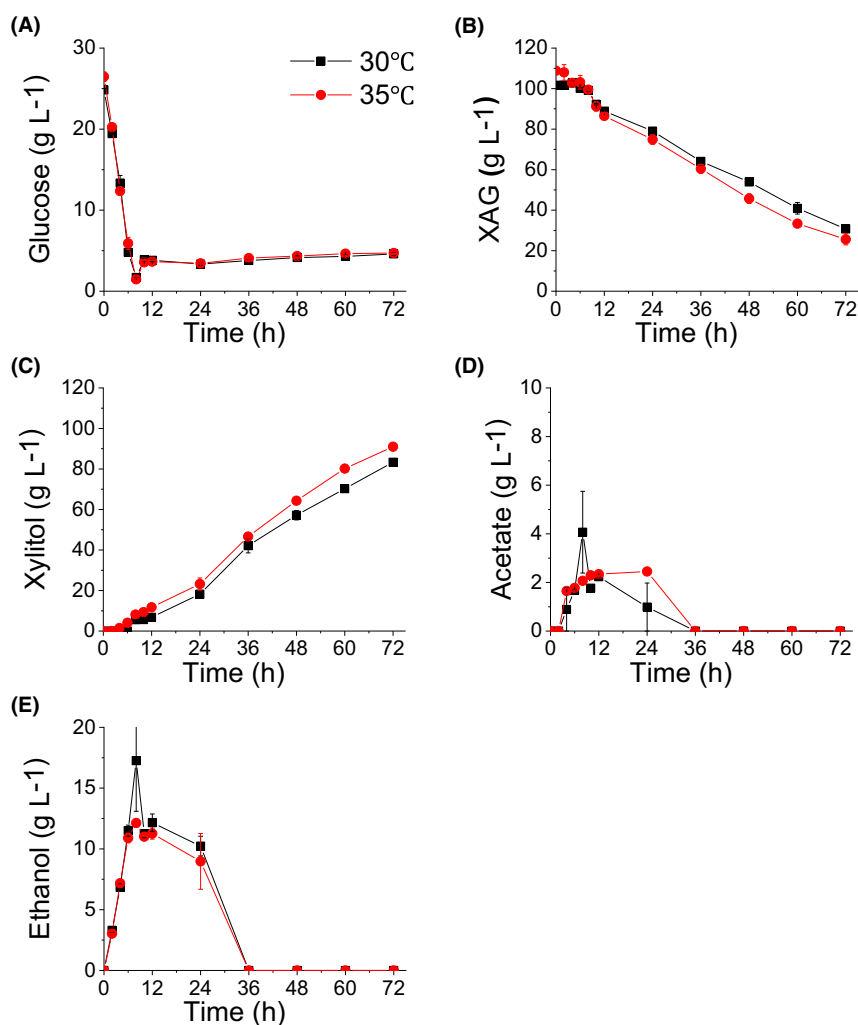 (A)
30
25
20
15
10
5
0
Glucose (g L-1)
30℃
35℃
0 12 24 36 48 60 72
Time (h)
(B)
120
100
80
60
40
20
0
XAG (g L-1)
0 12 24 36 48 60 72
Time (h)
(C)
120
100
80
60
40
20
0
Xylitol (g L-1)
0 12 24 36 48 60 72
Time (h)
(D)
10
8
6
4
2
0
Acetate (g L-1)
0 12 24 36 48 60 72
Time (h)
(E)
20
15
10
5
0
Ethanol (g L-1)
0 12 24 36 48 60 72
Time (h)